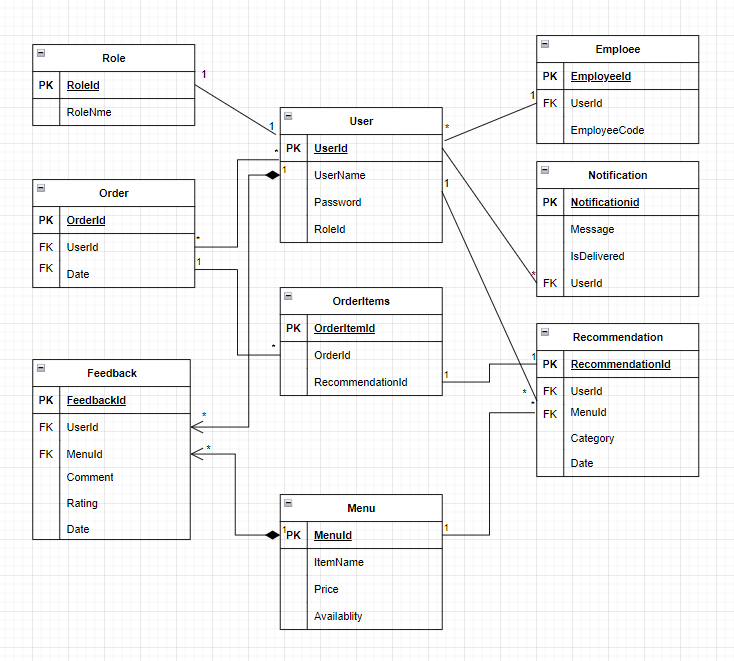 Role
PK RoleId
RoleNme
1
1
Order
PK OrderId
FK UserId
FK Date
*
1
*
*
Feedback
PK FeedbackId
FK UserId
FK MenuId
Comment
Rating
Date
*
*
User
PK UserId
UserName
Password
RoleId
1
*
1
OrderItems
PK OrderItemId
OrderId
RecommendationId
1
1
Menu
PK MenuId
ItemName
Price
Availablity
1
1
Emploee
PK EmployeeId
FK UserId
EmployeeCode
1
Notification
PK Notificationid
Message
IsDelivered
FK UserId
*
Recommendation
PK RecommendationId
FK UserId
FK MenuId
Category
Date
*
*